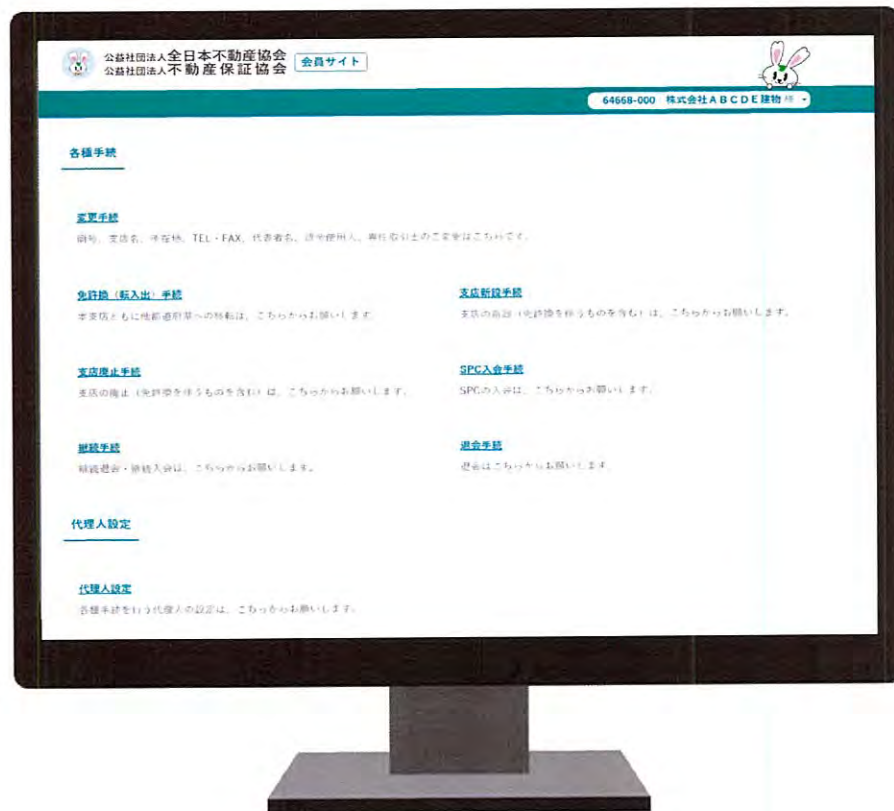 公益社団法人全日本不動産協会
公益社団法人不動産保証協会
会員サイト
64668-000 株式会社ABCDE建物 様
各種手続
変更手続
商号、支店名、所在地、TEL・FAX、代表者名、政令使用人、専任取引士のご変更はこちらです。
免許換(転入出)手続
本支店ともに他都道府県への移転は、こちらからお願いします。
支店新設手続
支店の新設(免許換を伴うものを含む)は、こちらからお願いします。
支店廃止手続
支店の廃止(免許換を伴うものを含む)は、こちらからお願いします。
SPC入会手続
SPCの入会は、こちらからお願いします。
継続手続
継続退会・継続入会は、こちらからお願いします。
退会手続
退会はこちらからお願いします。
代理人設定
代理人設定
各種手続を行う代理人の設定は、こちらからお願いします。